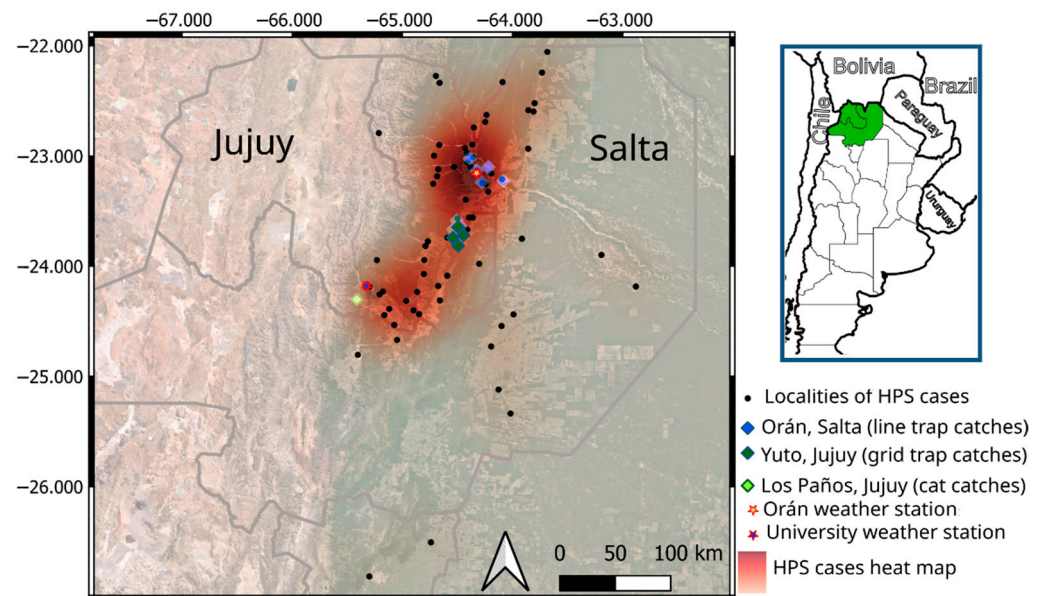 −67.000 −66.000 −65.000 −64.000 −63.000
−22.000
−23.000
−24.000
−25.000
−26.000
Jujuy
Salta
0 50 100 km
Bolivia
Brazil
Paraguay
Chile
Ururguay
Localities of HPS cases
Orán, Salta (line trap catches)
Yuto, Jujuy (grid trap catches)
Los Paños, Jujuy (cat catches)
Orán weather station
University weather station
HPS cases heat map